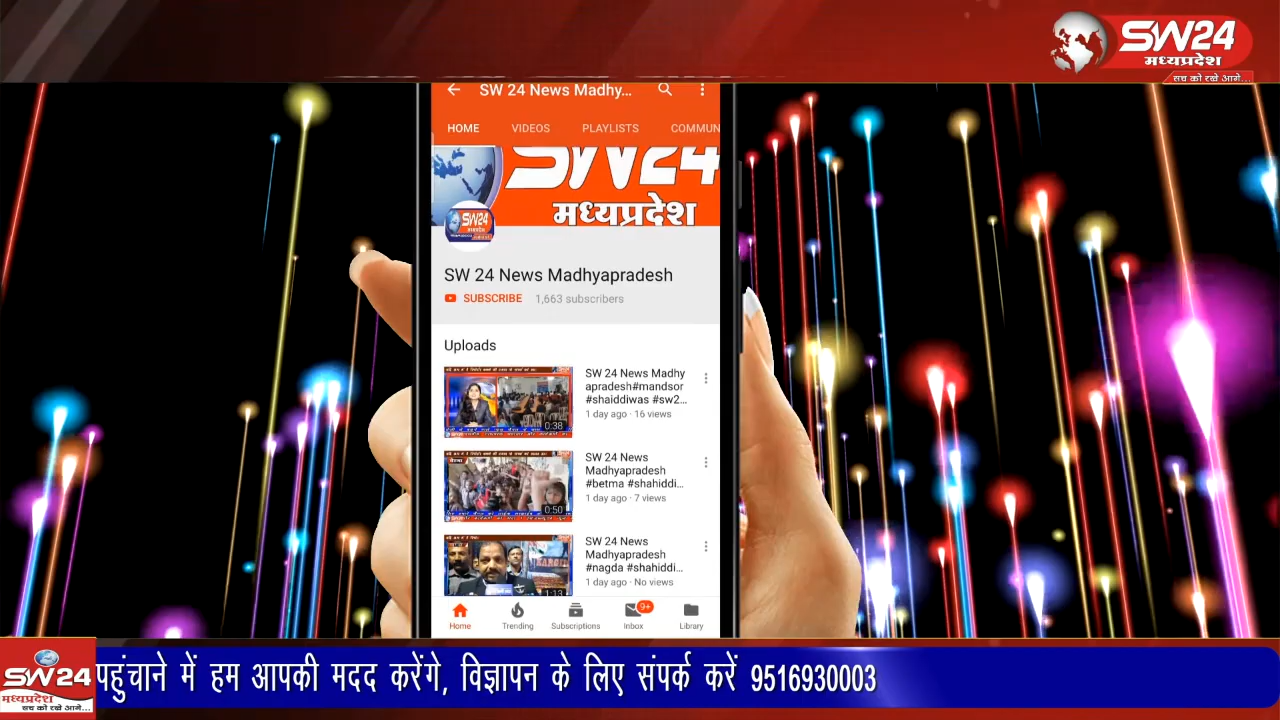 SW24
मध्यप्रदेश
सच को रखे आगे...
SW 24 News Madhy...
HOME VIDEOS PLAYLISTS COMMUN
SW24
मध्यप्रदेश
SW24
SW 24 News Madhyapradesh
SUBSCRIBE 1,663 subscribers
Uploads
SW 24 News Madhy
apradesh#mandsor
#shaiddiwas #sw2...
1 day ago · 16 views
0:38
SW 24 News
Madhyapradesh
#betma #shahiddi...
1 day ago · 7 views
0:50
SW 24 News
Madhyapradesh
#nagda #shahiddi...
1 day ago · No views
1:13
9+
Home Trending Subscriptions Inbox Library
SW24
मध्यप्रदेश
सच को रखे आगे...
पहुंचाने में हम आपकी मदद करेंगे, विज्ञापन के लिए संपर्क करें 9516930003